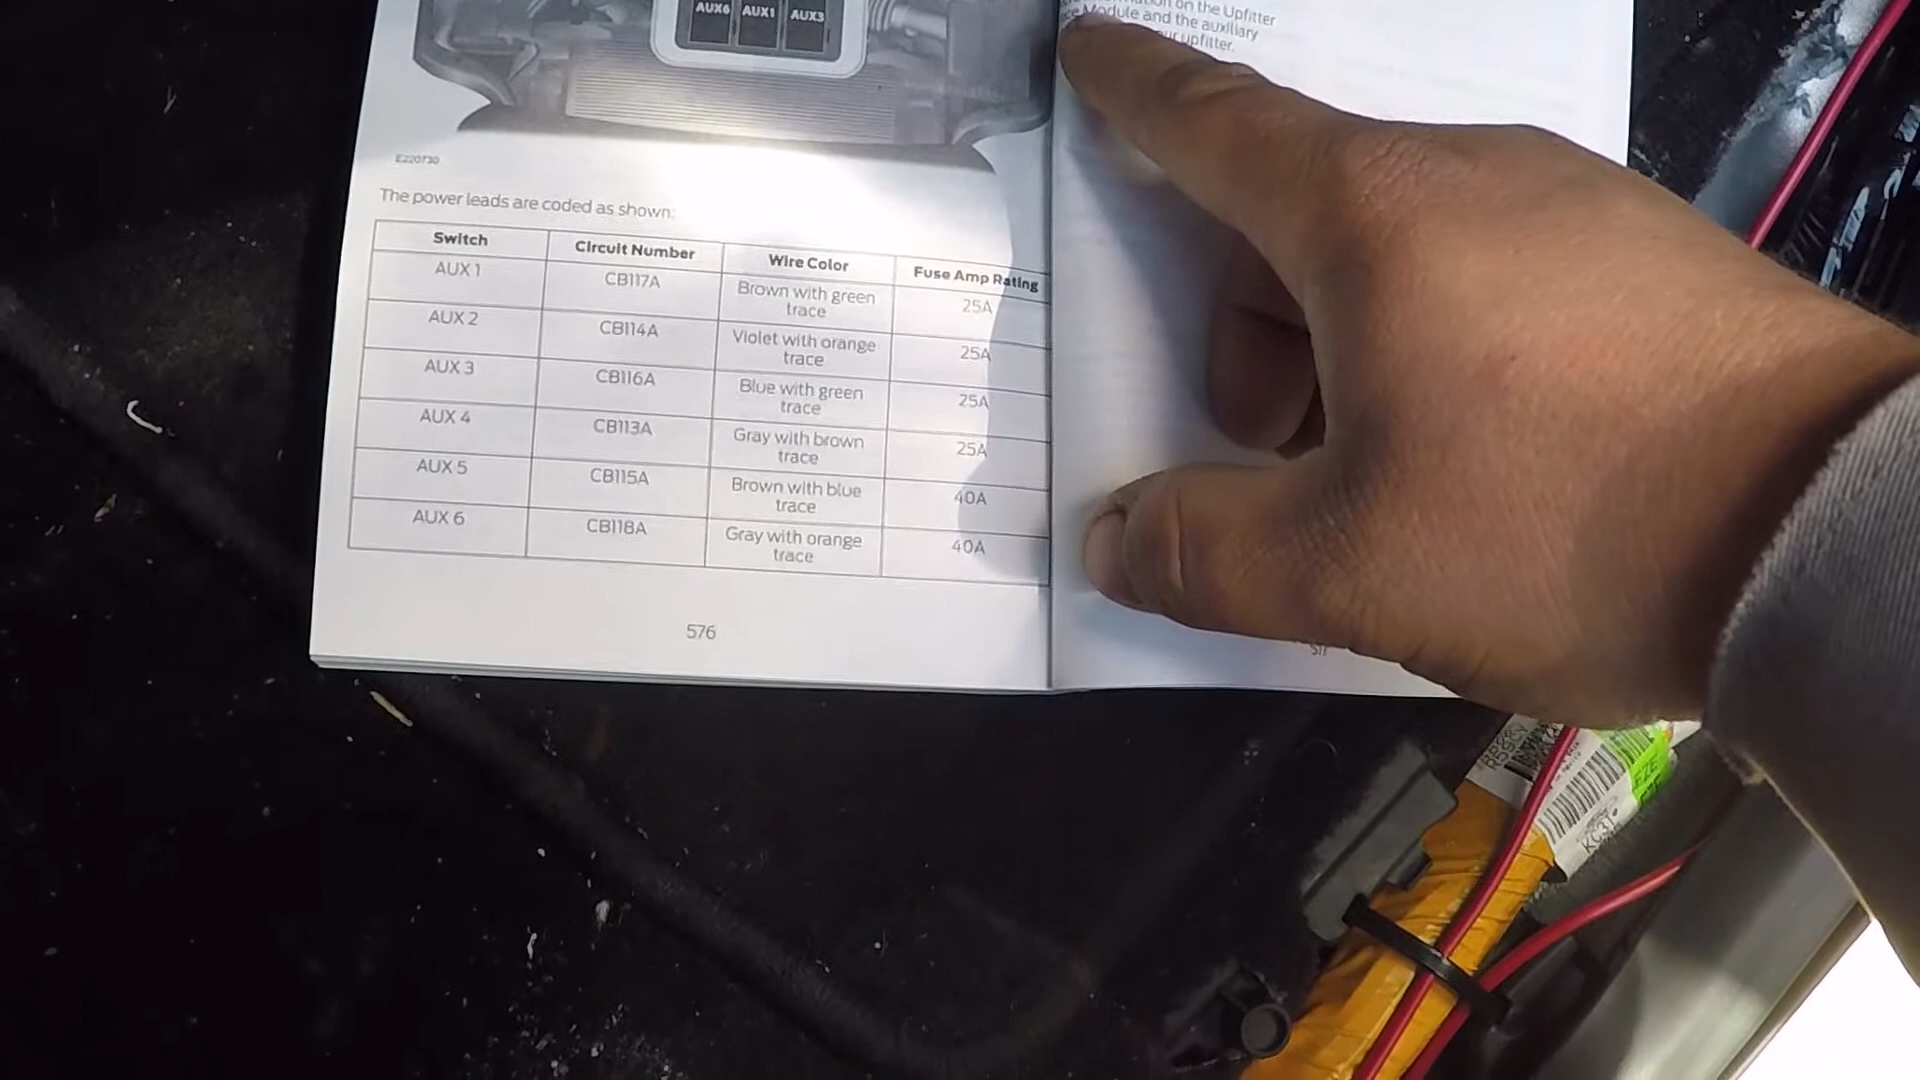 AUX6 AUX1 AUX3
E220730
The power leads are coded as shown:
Switch Circuit Number Wire Color Fuse Amp Rating
AUX 1 CB117A Brown with green trace 25A
AUX 2 CB114A Violet with orange trace 25A
AUX 3 CB116A Blue with green trace 25A
AUX 4 CB113A Gray with brown trace 25A
AUX 5 CB115A Brown with blue trace 40A
AUX 6 CB118A Gray with orange trace 40A
576
on the Upfitter
Module and the auxiliary
upfitter.